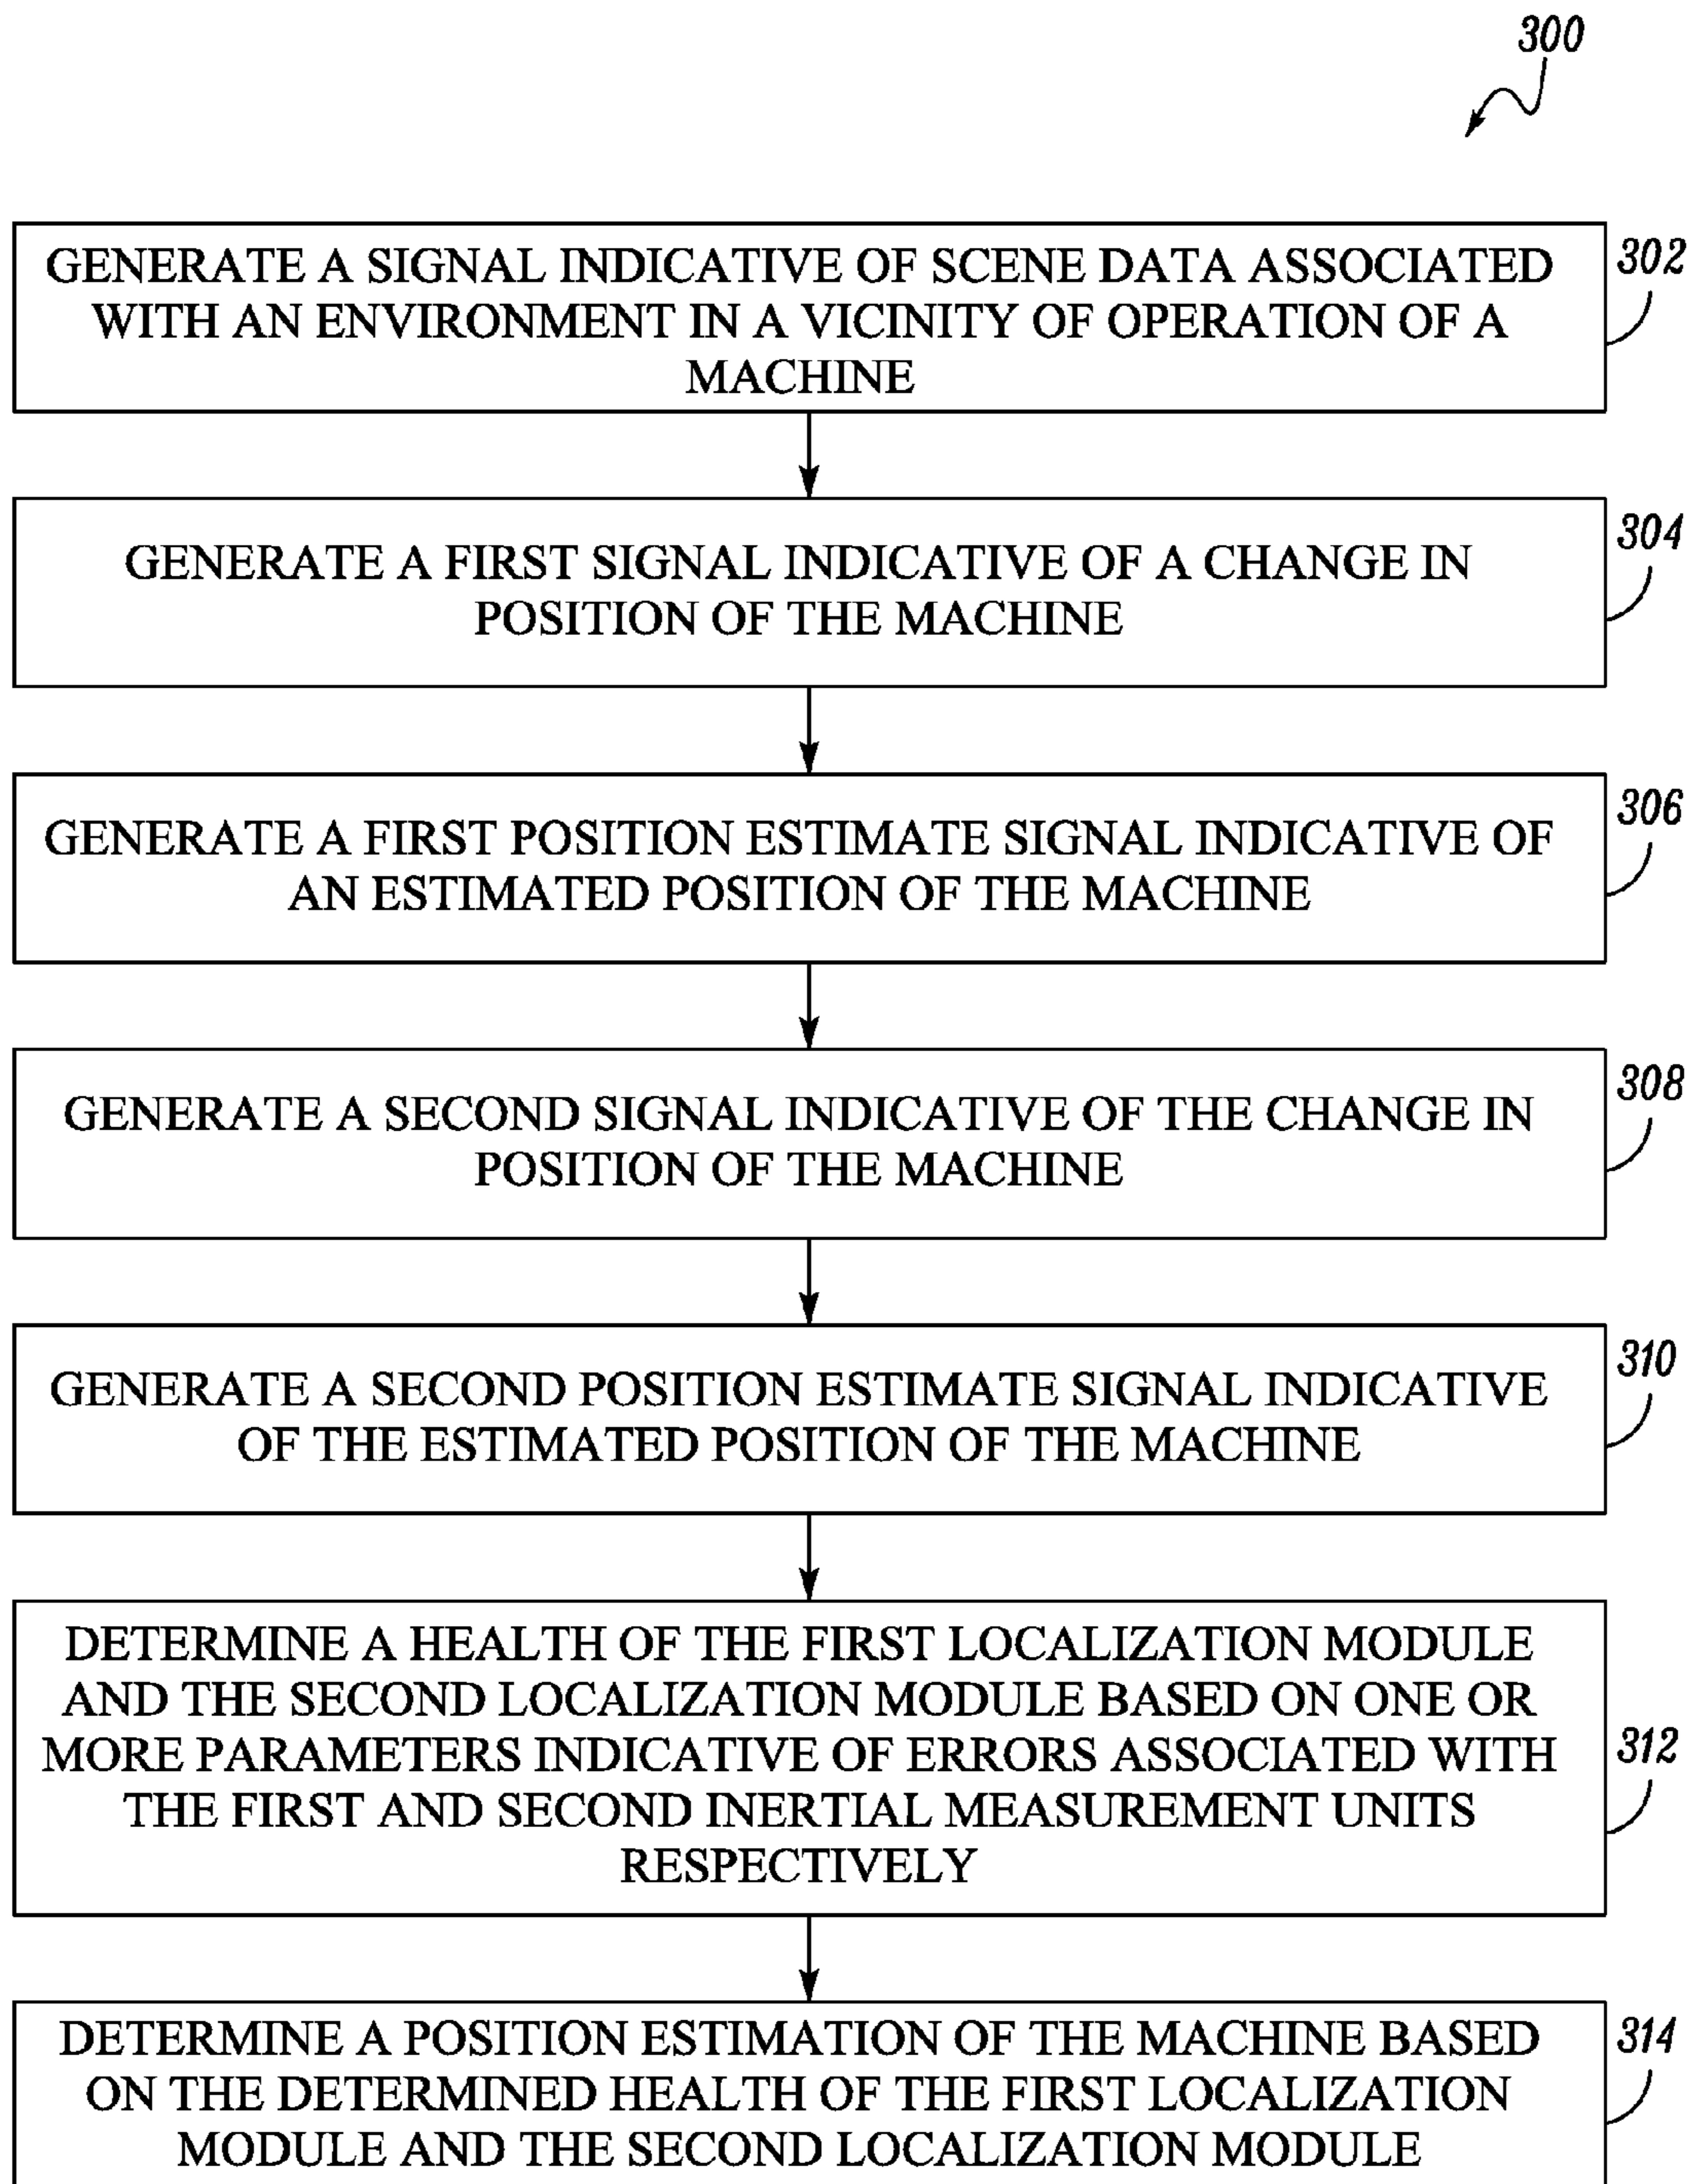 300
GENERATE A SIGNAL INDICATIVE OF SCENE DATA ASSOCIATED
WITH AN ENVIRONMENT IN A VICINITY OF OPERATION OF A
MACHINE
302
GENERATE A FIRST SIGNAL INDICATIVE OF A CHANGE IN
POSITION OF THE MACHINE
304
GENERATE A FIRST POSITION ESTIMATE SIGNAL INDICATIVE OF
AN ESTIMATED POSITION OF THE MACHINE
306
GENERATE A SECOND SIGNAL INDICATIVE OF THE CHANGE IN
POSITION OF THE MACHINE
308
GENERATE A SECOND POSITION ESTIMATE SIGNAL INDICATIVE
OF THE ESTIMATED POSITION OF THE MACHINE
310
DETERMINE A HEALTH OF THE FIRST LOCALIZATION MODULE
AND THE SECOND LOCALIZATION MODULE BASED ON ONE OR
MORE PARAMETERS INDICATIVE OF ERRORS ASSOCIATED WITH
THE FIRST AND SECOND INERTIAL MEASUREMENT UNITS
RESPECTIVELY
312
DETERMINE A POSITION ESTIMATION OF THE MACHINE BASED
ON THE DETERMINED HEALTH OF THE FIRST LOCALIZATION
MODULE AND THE SECOND LOCALIZATION MODULE
314